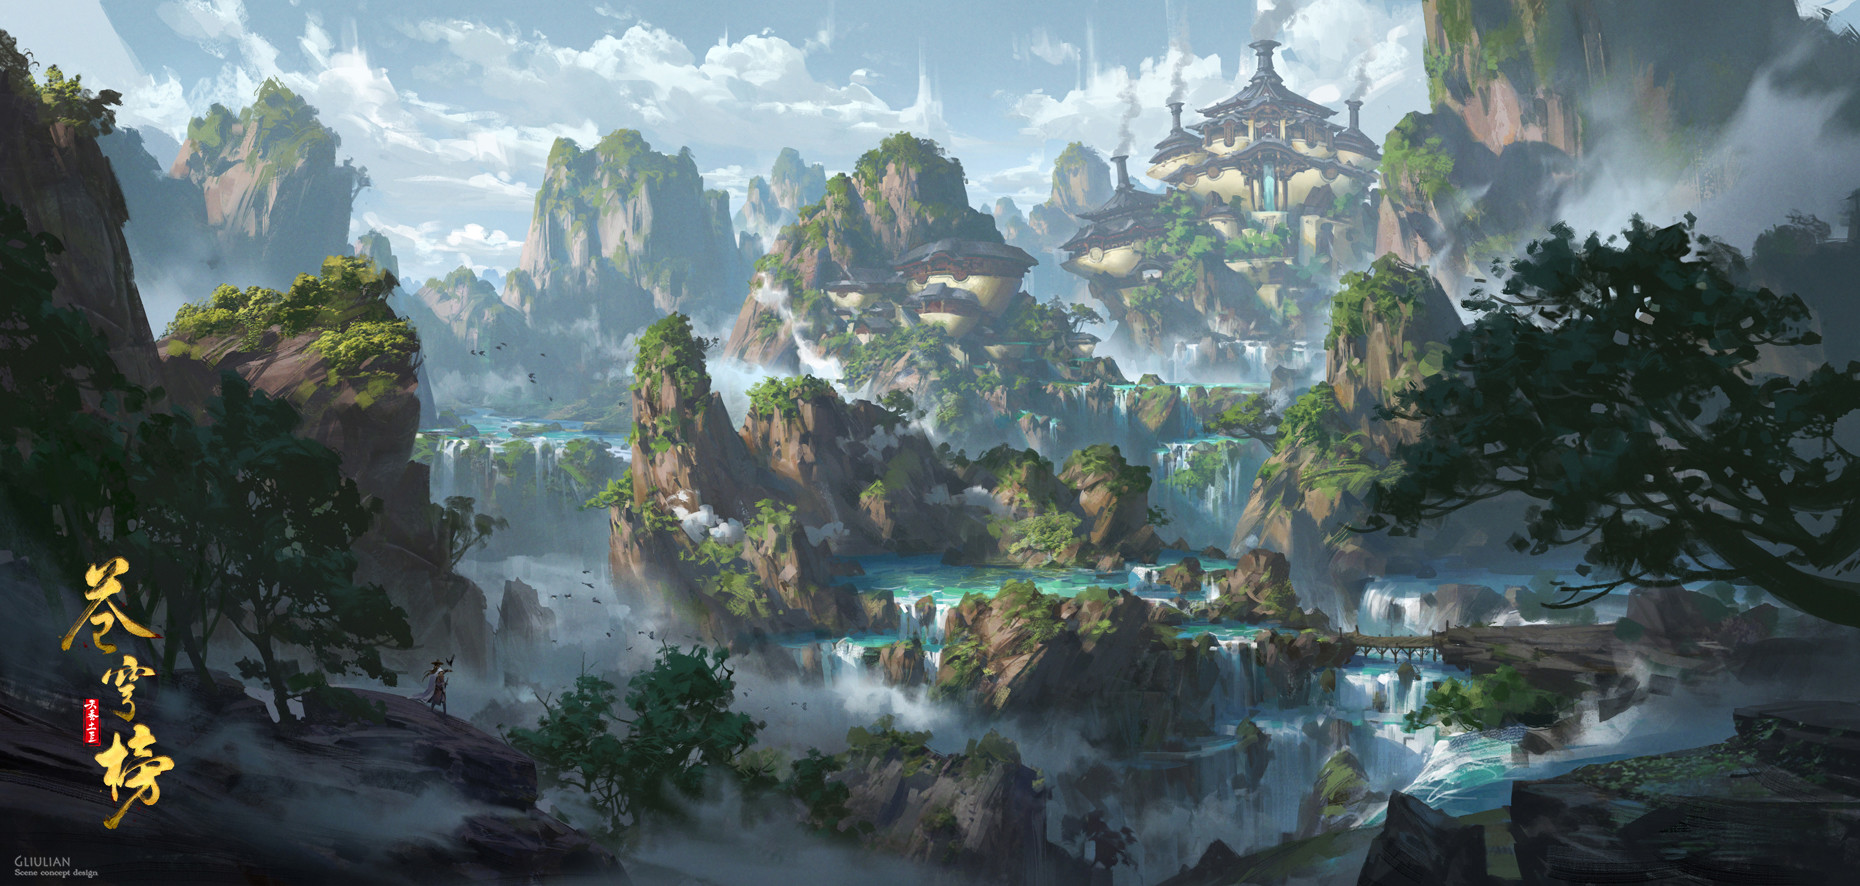 苍穹榜
GLIULIAN
Scene concept design